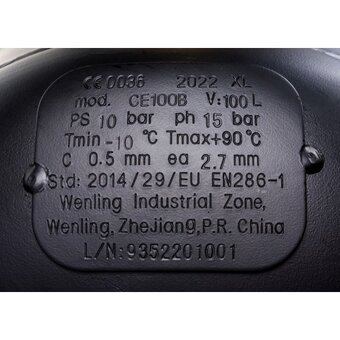 CE 0036 2022 XL
mod. CE100B V:100L
PS 10 bar ph 15 bar
Tmin -10 °C Tmax+90°C
C 0.5 mm ea 2.7 mm
Std: 2014/29/EU EN286-1
Wenling Industrial Zone,
Wenling, ZheJiang, P.R. China
L/N:9352201001